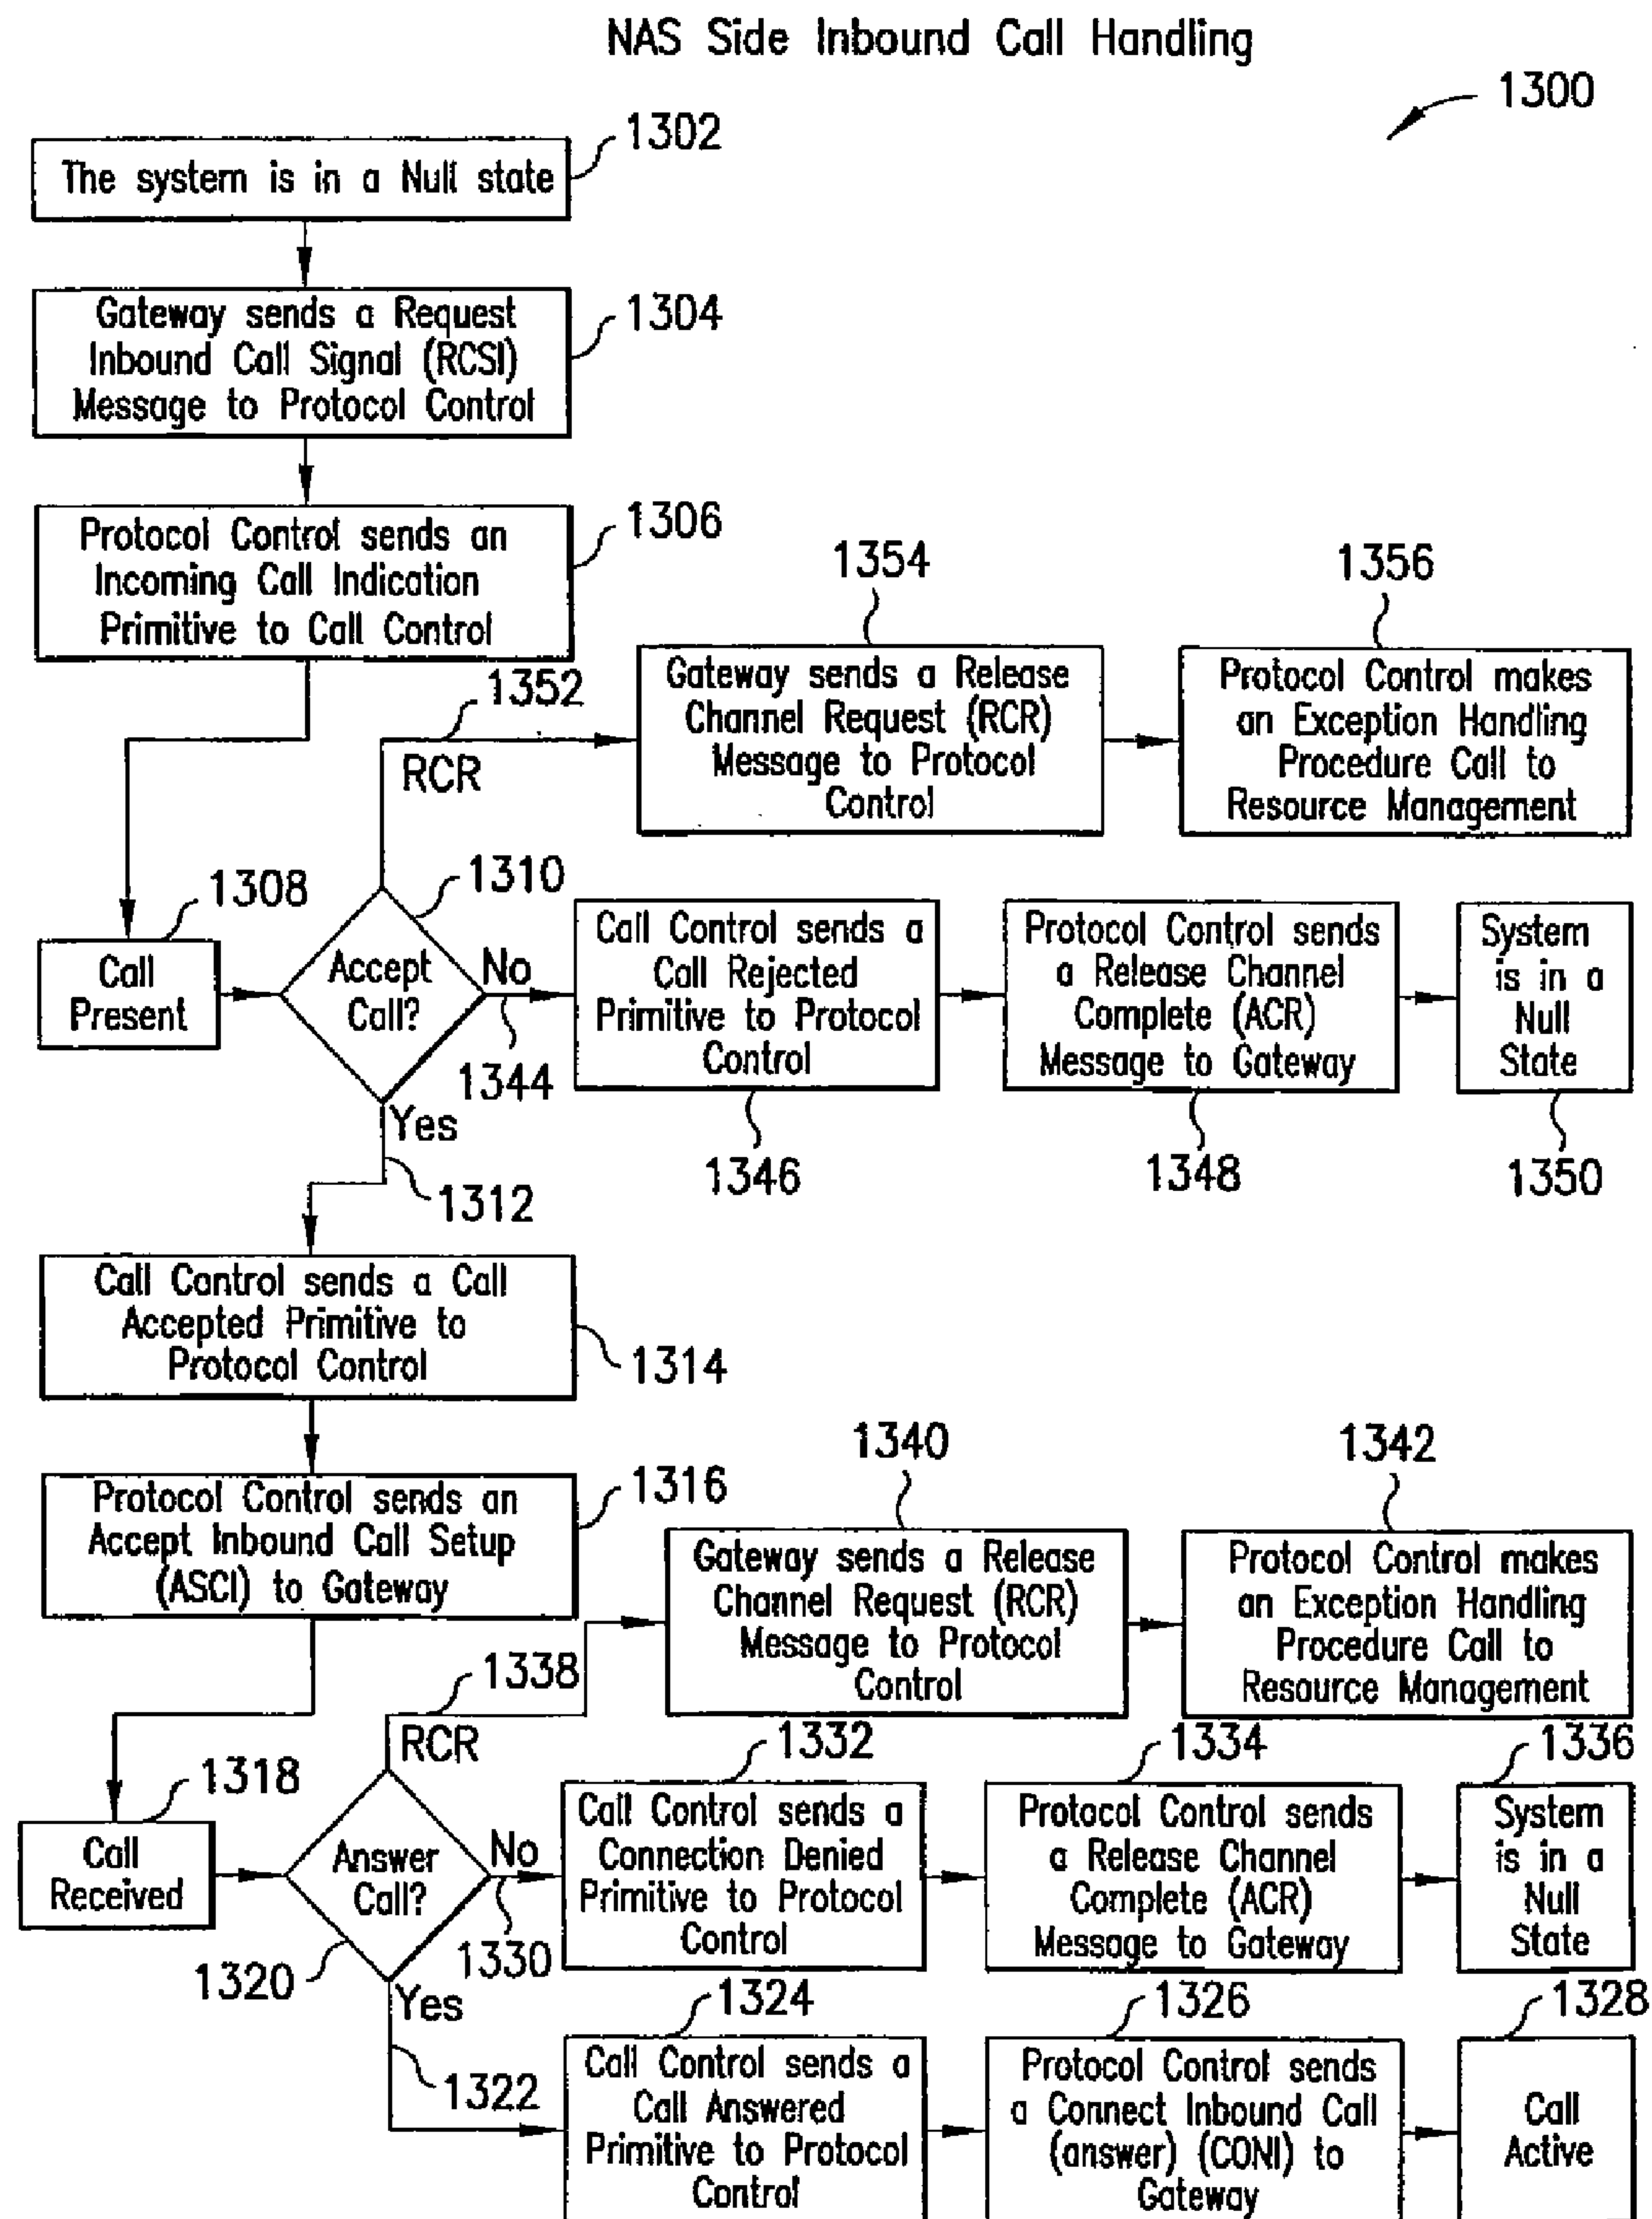 NAS Side Inbound Call Handling
1300
1302
The system is in a Null state
1304
Gateway sends a Request
Inbound Call Signal (RCSI)
Message to Protocol Control
1306
Protocol Control sends an
Incoming Call Indication
Primitive to Call Control
1352
RCR
1354
Gateway sends a Release
Channel Request (RCR)
Message to Protocol
Control
1356
Protocol Control makes
an Exception Handling
Procedure Call to
Resource Management
1308
Call
Present
1310
Accept
Call?
No
1344
Call Control sends a
Call Rejected
Primitive to Protocol
Control
1346
Protocol Control sends
a Release Channel
Complete (ACR)
Message to Gateway
1348
System
is in a
Null
State
1350
Yes
1312
Call Control sends a Call
Accepted Primitive to
Protocol Control
1314
Protocol Control sends an
Accept Inbound Call Setup
(ASCI) to Gateway
1316
1338
RCR
1340
Gateway sends a Release
Channel Request (RCR)
Message to Protocol
Control
1342
Protocol Control makes
an Exception Handling
Procedure Call to
Resource Management
1318
Call
Received
1320
Answer
Call?
No
1330
1332
Call Control sends a
Connection Denied
Primitive to Protocol
Control
1334
Protocol Control sends
a Release Channel
Complete (ACR)
Message to Gateway
1336
System
is in a
Null
State
Yes
1322
1324
Call Control sends a
Call Answered
Primitive to Protocol
Control
1326
Protocol Control sends
a Connect Inbound Call
(answer) (CONI) to
Gateway
1328
Call
Active